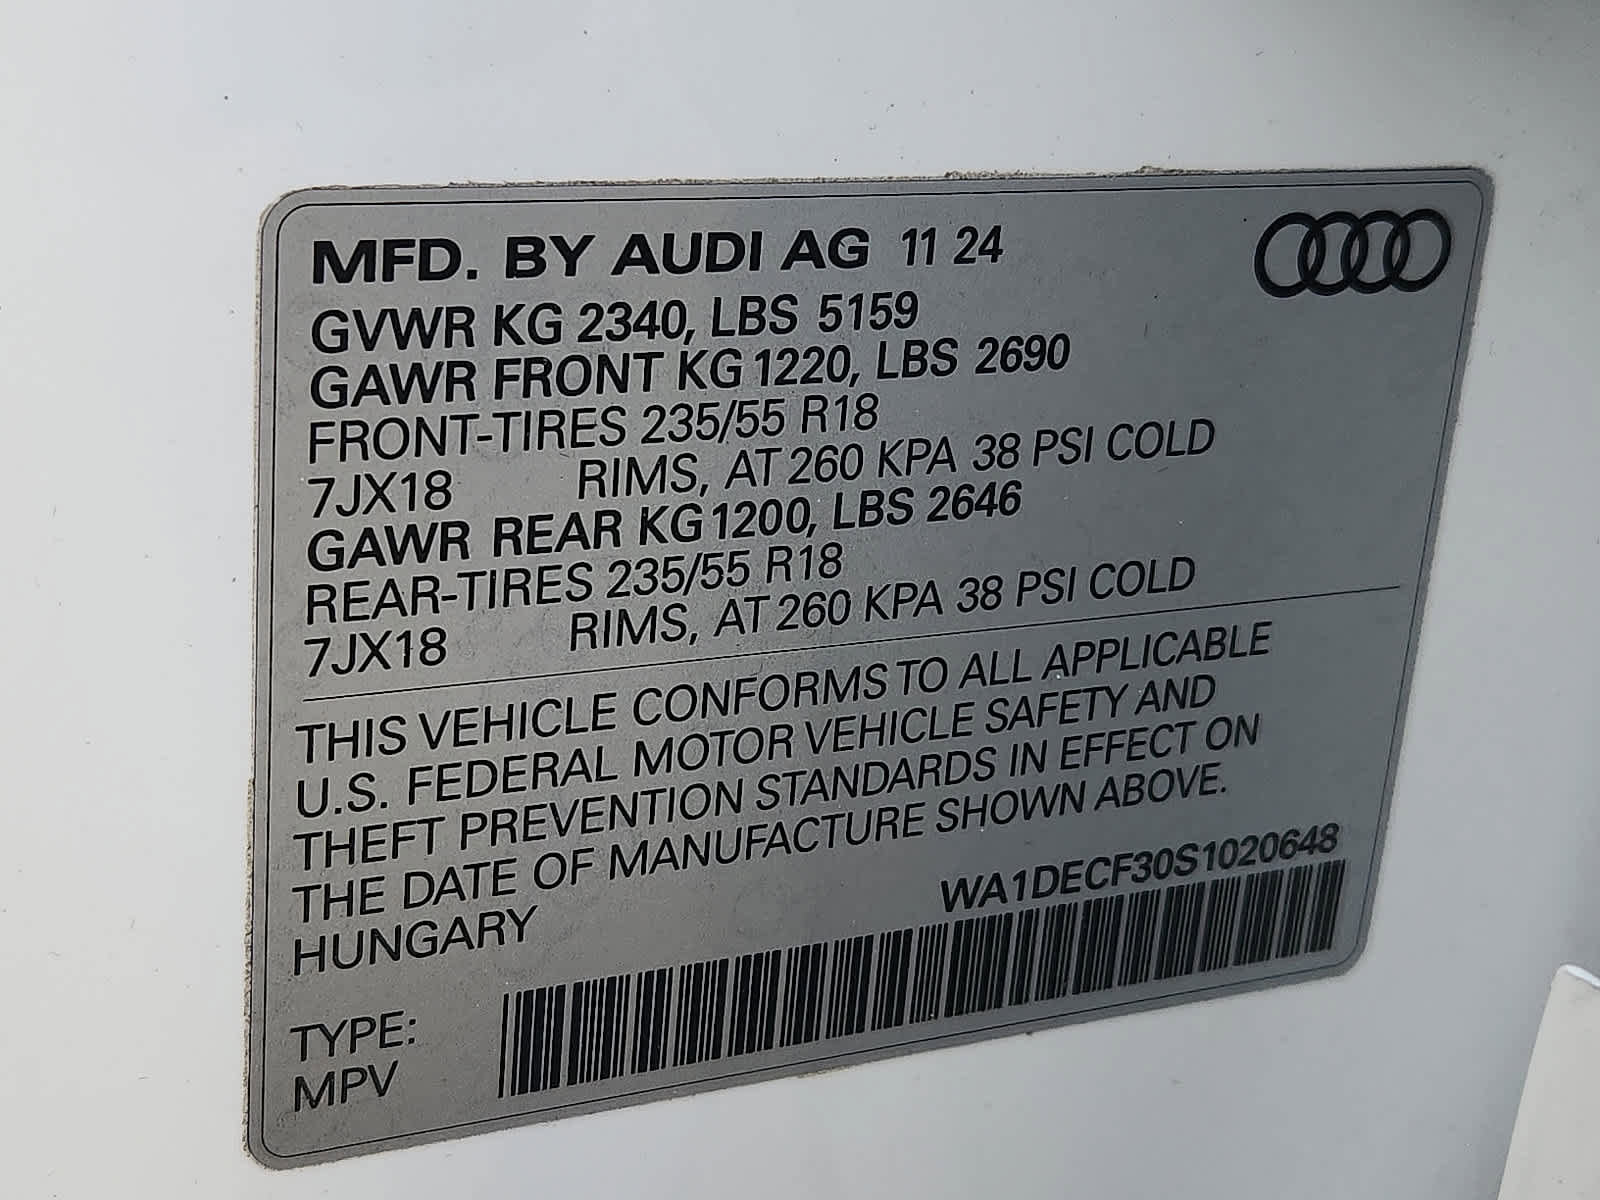 MFD. BY AUDI AG 11 24
GVWR KG 2340, LBS 5159
GAWR FRONT KG 1220, LBS 2690
FRONT-TIRES 235/55 R18
7JX18 RIMS, AT 260 KPA 38 PSI COLD
GAWR REAR KG 1200, LBS 2646
REAR-TIRES 235/55 R18
7JX18 RIMS, AT 260 KPA 38 PSI COLD
THIS VEHICLE CONFORMS TO ALL APPLICABLE
U.S. FEDERAL MOTOR VEHICLE SAFETY AND
THEFT PREVENTION STANDARDS IN EFFECT ON
THE DATE OF MANUFACTURE SHOWN ABOVE.
HUNGARY
WA1DECF30S1020648
TYPE:
MPV